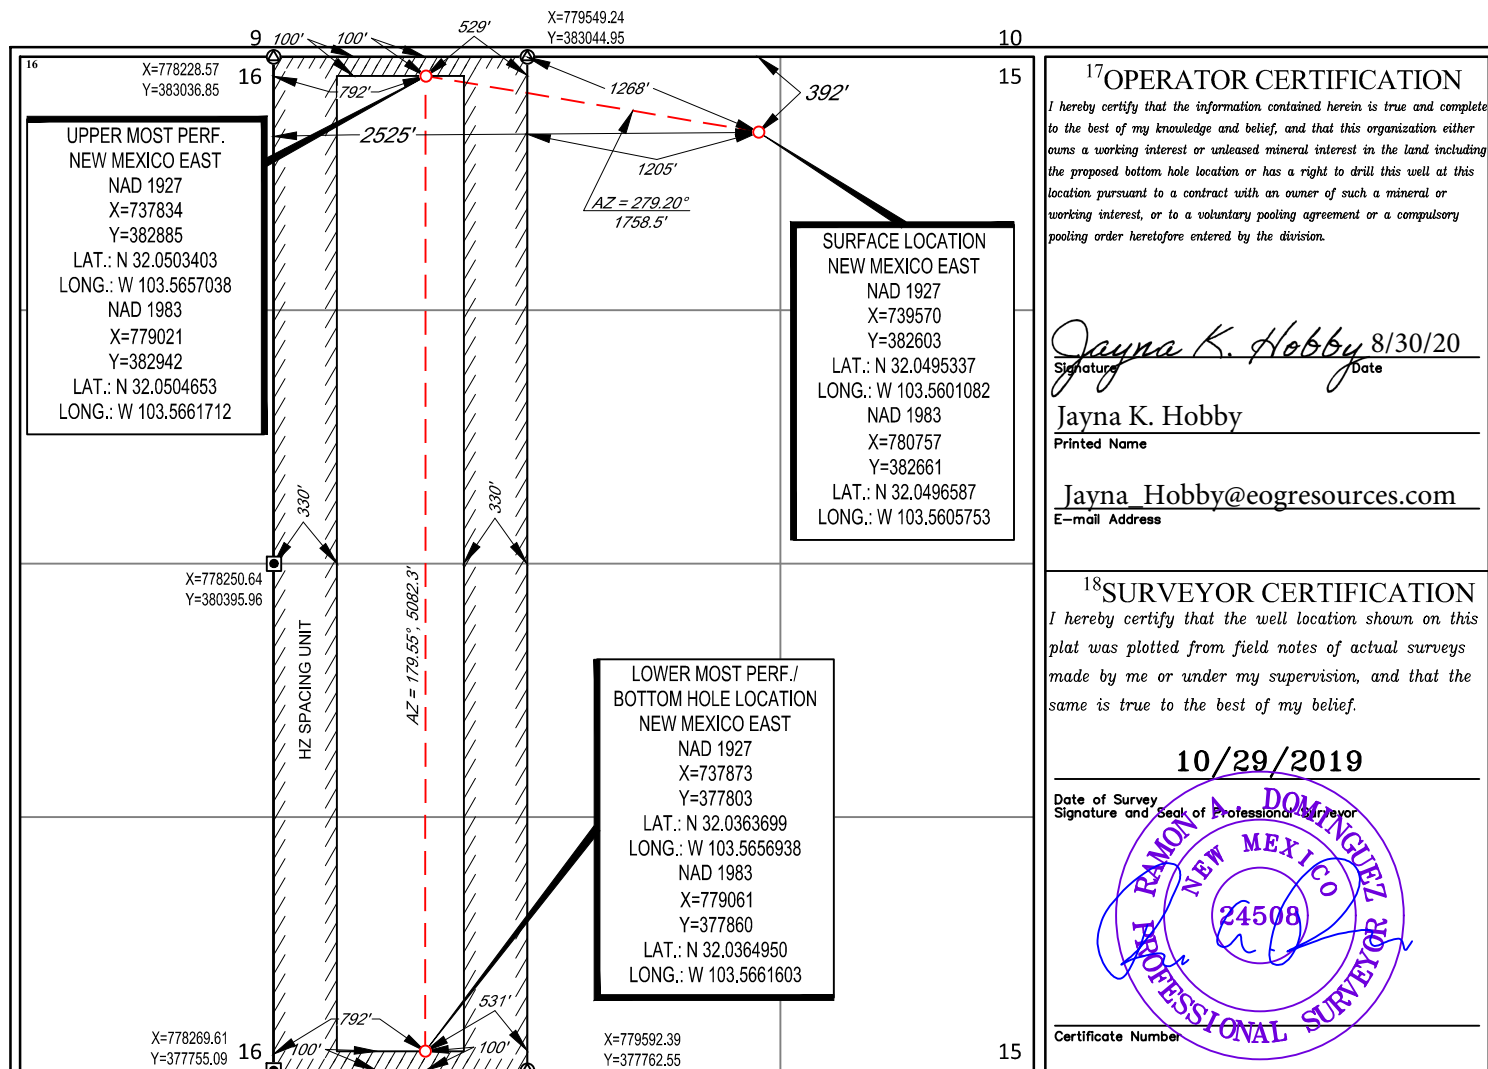 X=779549.24
Y=383044.95
529'
100'
100'
9
10
16
16
15
X=778228.57
Y=383036.85
792'
1268'
392'
2525'
1205'
AZ = 279.20°
1758.5'
UPPER MOST PERF.
NEW MEXICO EAST
NAD 1927
X=737834
Y=382885
LAT.: N 32.0503403
LONG.: W 103.5657038
NAD 1983
X=779021
Y=382942
LAT.: N 32.0504653
LONG.: W 103.5661712
SURFACE LOCATION
NEW MEXICO EAST
NAD 1927
X=739570
Y=382603
LAT.: N 32.0495337
LONG.: W 103.5601082
NAD 1983
X=780757
Y=382661
LAT.: N 32.0496587
LONG.: W 103.5605753
330'
330'
X=778250.64
Y=380395.96
HZ SPACING UNIT
AZ = 179.55°, 5082.3'
LOWER MOST PERF./
BOTTOM HOLE LOCATION
NEW MEXICO EAST
NAD 1927
X=737873
Y=377803
LAT.: N 32.0363699
LONG.: W 103.5656938
NAD 1983
X=779061
Y=377860
LAT.: N 32.0364950
LONG.: W 103.5661603
792'
531'
100'
100'
X=778269.61
Y=377755.09
16
X=779592.39
Y=377762.55
15
17 OPERATOR CERTIFICATION
I hereby certify that the information contained herein is true and complete
to the best of my knowledge and belief, and that this organization either
owns a working interest or unleased mineral interest in the land including
the proposed bottom hole location or has a right to drill this well at this
location pursuant to a contract with an owner of such a mineral or
working interest, or to a voluntary pooling agreement or a compulsory
pooling order heretofore entered by the division.
Jayna K. Hobby 8/30/20
Signature Date
Jayna K. Hobby
Printed Name
Jayna_Hobby@eogresources.com
E-mail Address
18 SURVEYOR CERTIFICATION
I hereby certify that the well location shown on this
plat was plotted from field notes of actual surveys
made by me or under my supervision, and that the
same is true to the best of my belief.
10/29/2019
Date of Survey
Signature and Seal of Professional Surveyor
RAMON A. DOMINGUEZ
NEW MEXICO
24508
PROFESSIONAL SURVEYOR
Certificate Number